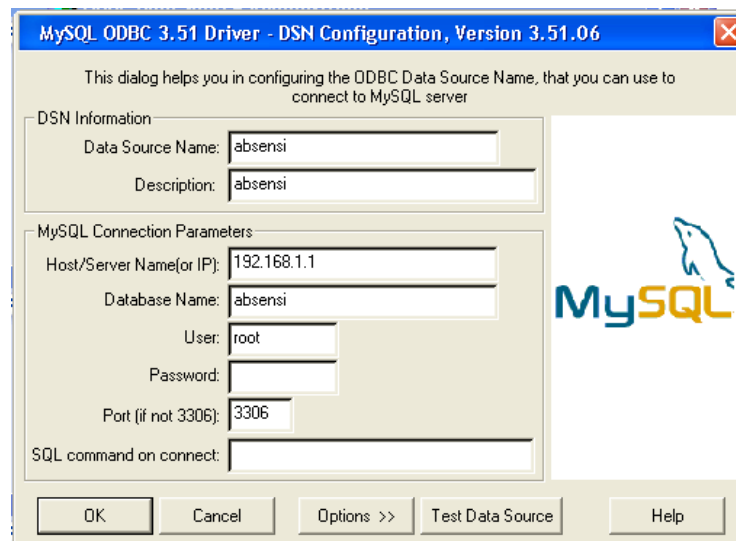 MySQL ODBC 3.51 Driver - DSN Configuration, Version 3.51.06
This dialog helps you in configuring the ODBC Data Source Name, that you can use to
connect to MySQL server
DSN Information
Data Source Name: absensi
Description: absensi
MySQL Connection Parameters
Host/Server Name(or IP): 192.168.1.1
Database Name: absensi
User: root
Password:
Port (if not 3306): 3306
SQL command on connect:
MySQL
OK Cancel Options >> Test Data Source Help